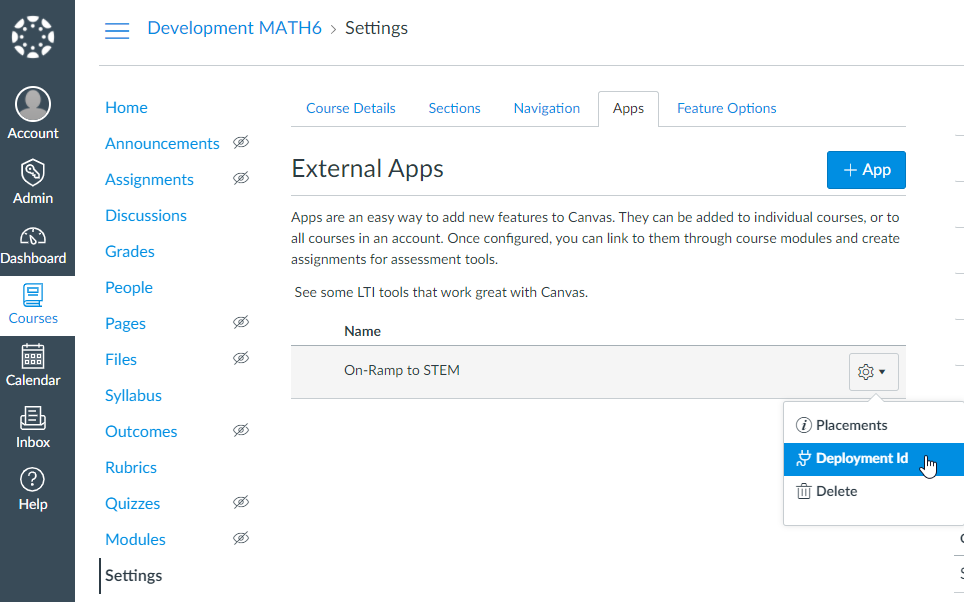 Development MATH6 > Settings
Account
Admin
Dashboard
Courses
Calendar
Inbox
Help
Home
Announcements
Assignments
Discussions
Grades
People
Pages
Files
Syllabus
Outcomes
Rubrics
Quizzes
Modules
Settings
Course Details Sections Navigation Apps Feature Options
External Apps
+ App
Apps are an easy way to add new features to Canvas. They can be added to individual courses, or to
all courses in an account. Once configured, you can link to them through course modules and create
assignments for assessment tools.
See some LTI tools that work great with Canvas.
Name
On-Ramp to STEM
Placements
Deployment Id
Delete